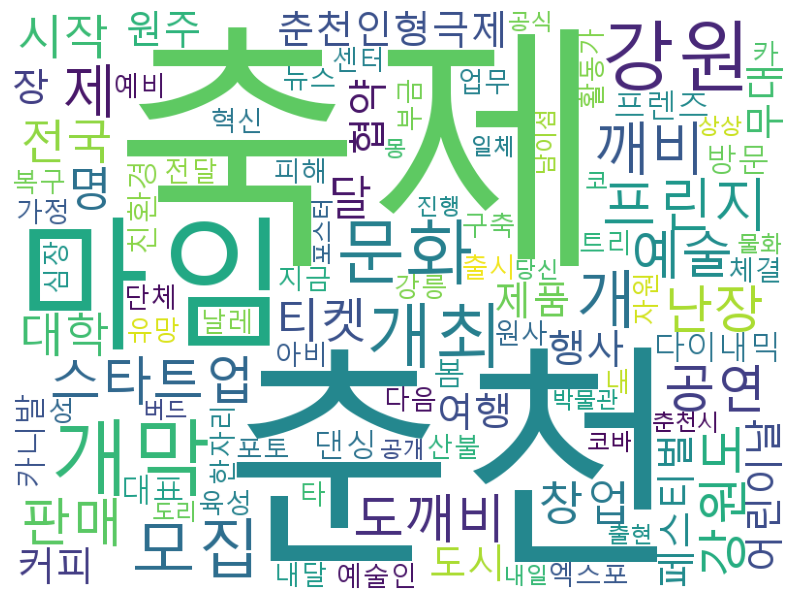 시작
원주
춘천인형극제
공식
카
장
제
예비
축제
뉴스
센터
업무
강원
활동가
혁신
협약
부금
몽
일체
남이섬
프렌즈
무대
전국
명
복구
가정
친환경
전달
피해
달
진행
포스터
깨비
코
상상
방문
프린지
마임
심장
문화
구축
트리
예술
물화
지금
강릉
출시
당신
체결
단체
유망
날레
대학
티켓
제품
개
자원
난장
아비
개최
원사
행사
다이내믹
스타트업
봄
춘천
다음
여행
박물관
내
공연
춘천시
카니발
성
버드
개막
한자리
포토
댄싱
공개
산불
코바
대표
육성
타
창업
페스티벌
강원도
어린이날
판매
도리
모집
도깨비
출현
커피
내달
예술인
도시
내일
엑스포